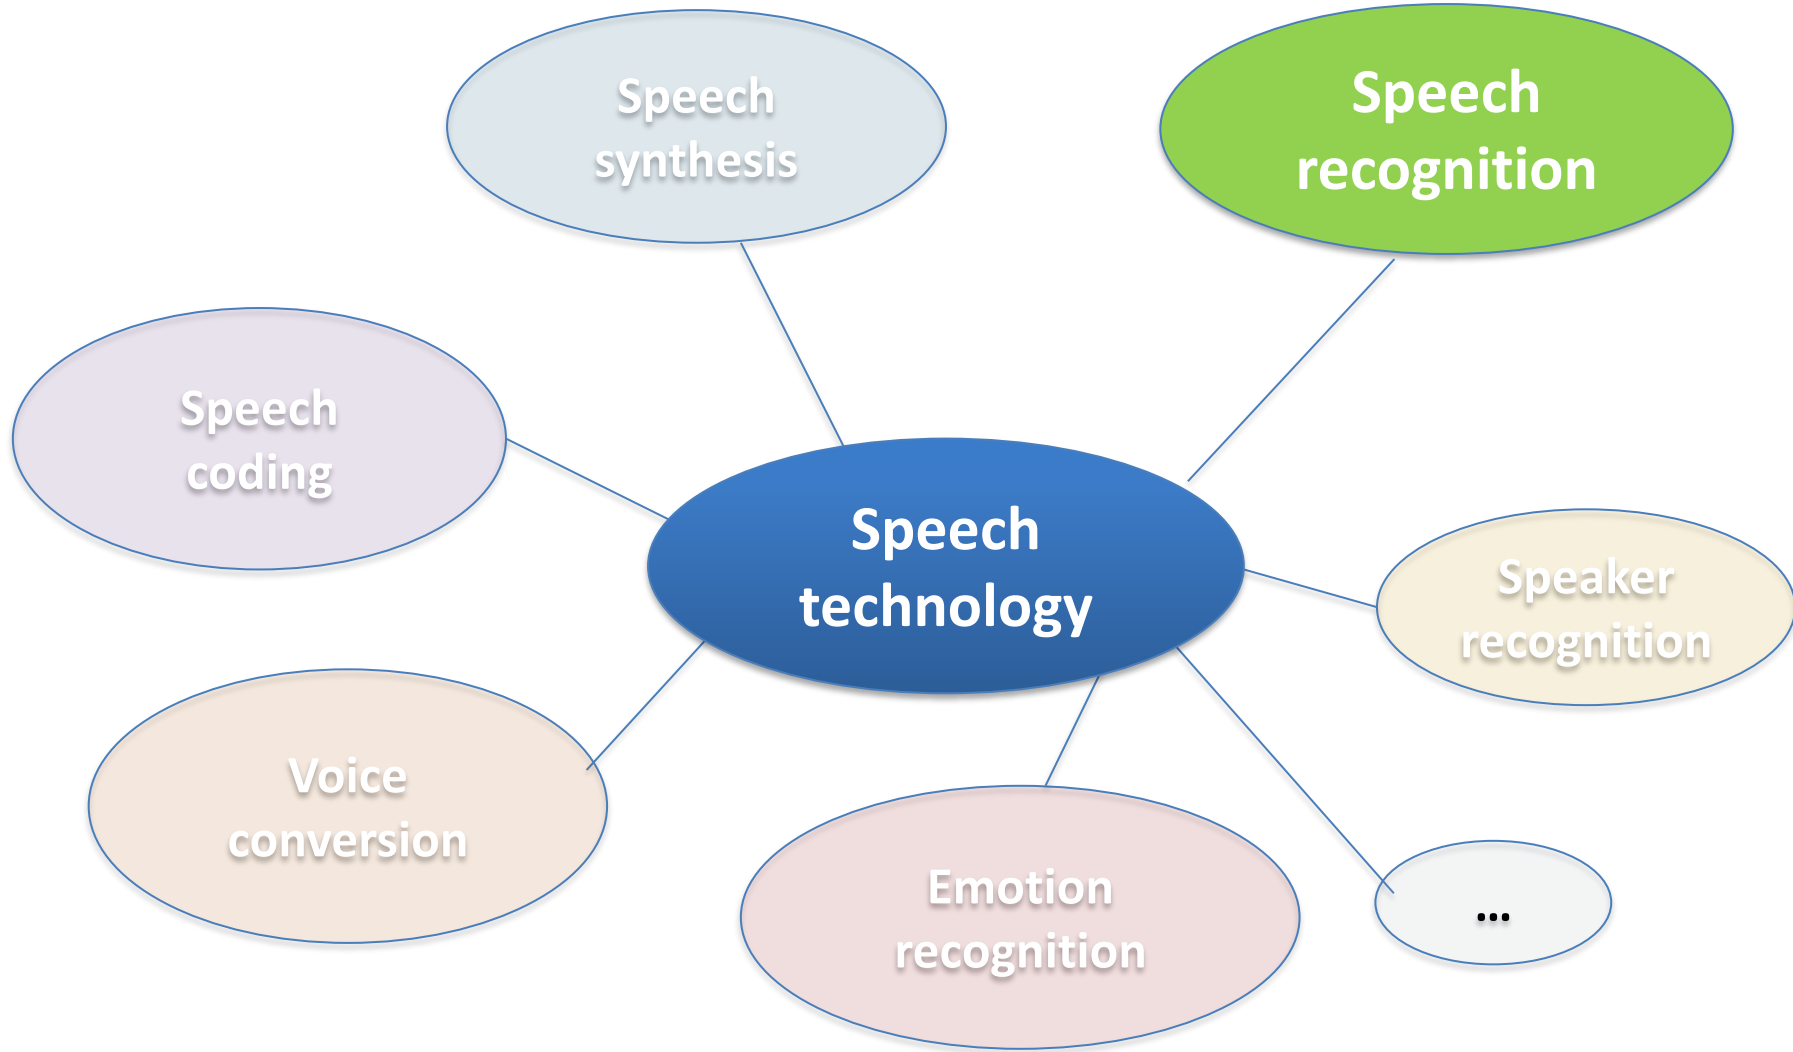 Speech
synthesis
Speech
recognition
Speech
coding
Speech
technology
Speaker
recognition
Voice
conversion
Emotion
recognition
...